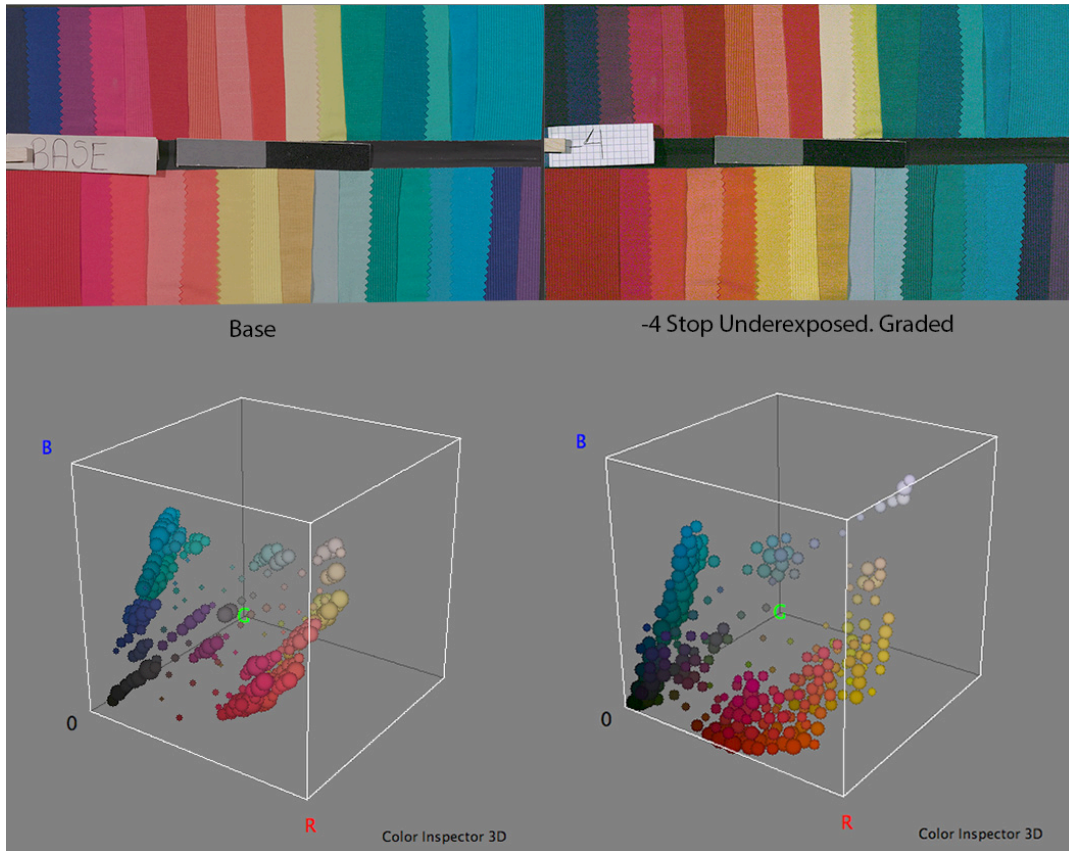 BASE
-4
Base
-4 Stop Underexposed. Graded
B
B
G
G
0
0
R
R
Color Inspector 3D
Color Inspector 3D